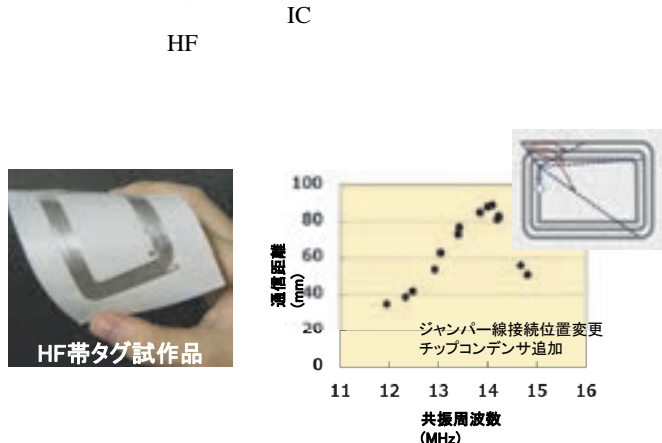 IC
HF
HF帯タグ試作品
100
80
60
40
20
0
通信距離
(mm)
ジャンパー線接続位置変更
チップコンデンサ追加
11 12 13 14 15 16
共振周波数
(MHz)